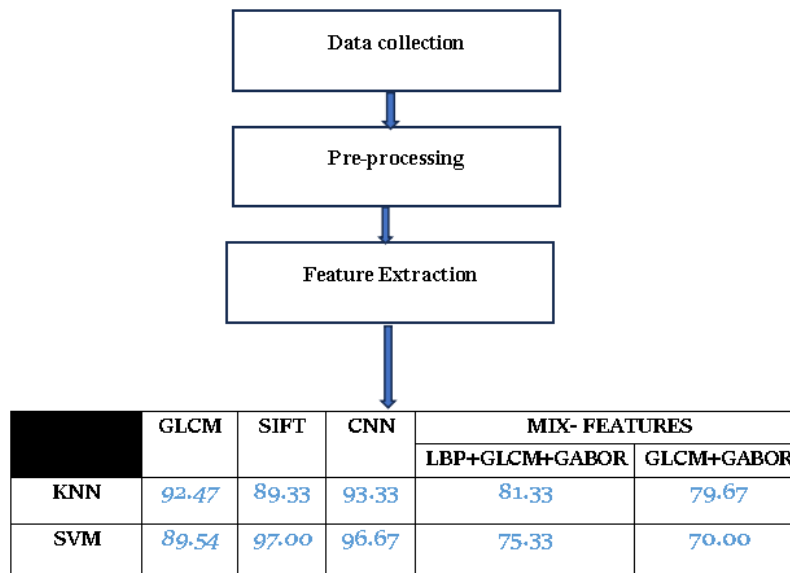 Data collection
Pre-processing
Feature Extraction
GLCM SIFT CNN MIX- FEATURES
LBP+GLCM+GABOR GLCM+GABOR
KNN 92.47 89.33 93.33 81.33 79.67
SVM 89.54 97.00 96.67 75.33 70.00